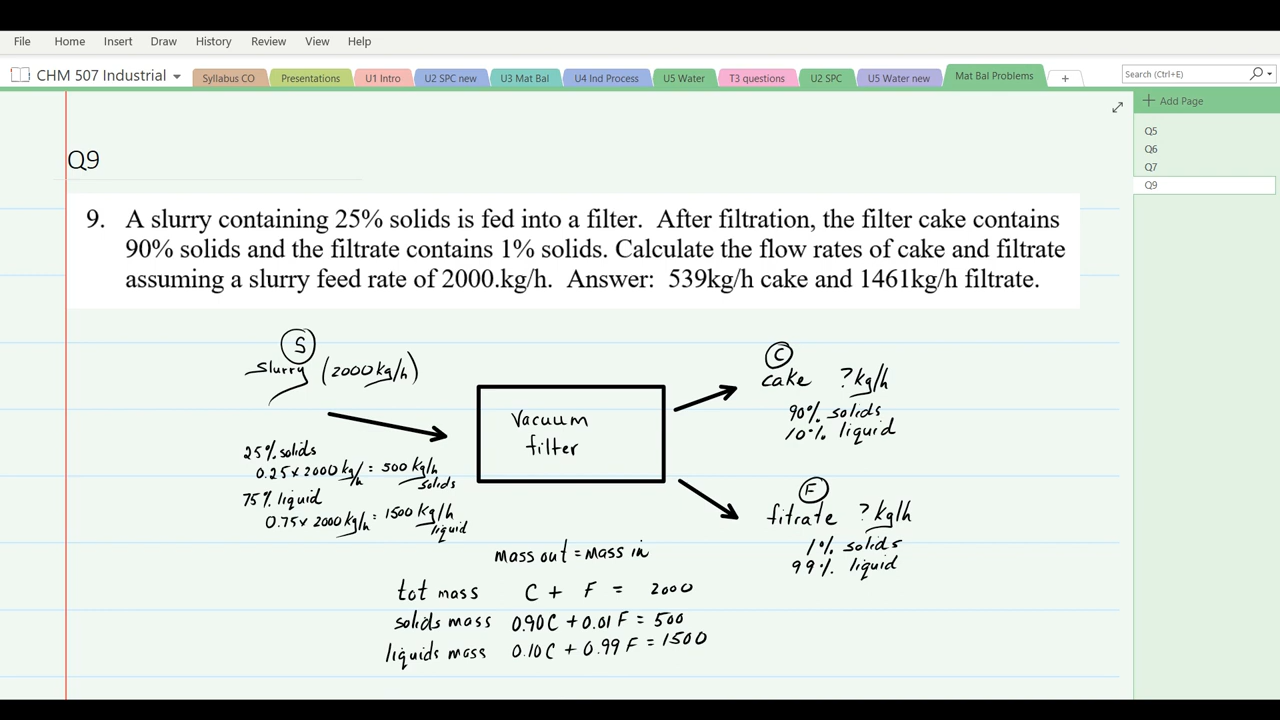 File Home Insert Draw History Review View Help
CHM 507 Industrial Syllabus CO Presentations U1 Intro U2 SPC new U3 Mat Bal U4 Ind Process U5 Water T3 questions U2 SPC U5 Water new Mat Bal Problems + Search (Ctrl+E)
+ Add Page
Q5
Q6
Q7
Q9
Q9
9. A slurry containing 25% solids is fed into a filter. After filtration, the filter cake contains
90% solids and the filtrate contains 1% solids. Calculate the flow rates of cake and filtrate
assuming a slurry feed rate of 2000.kg/h. Answer: 539kg/h cake and 1461kg/h filtrate.
S
slurry (2000kg/h)
25% solids
0.25 x 2000 kg/h = 500 kg/h
solids
75% liquid
0.75 x 2000 kg/h = 1500 kg/h
liquid
Vacuum
filter
C
cake ? kg/h
90% solids
10% liquid
F
fitrate ? kg/h
1% solids
99% liquid
mass out = mass in
tot mass C + F = 2000
solids mass 0.90C + 0.01F = 500
liquids mass 0.10C + 0.99F = 1500